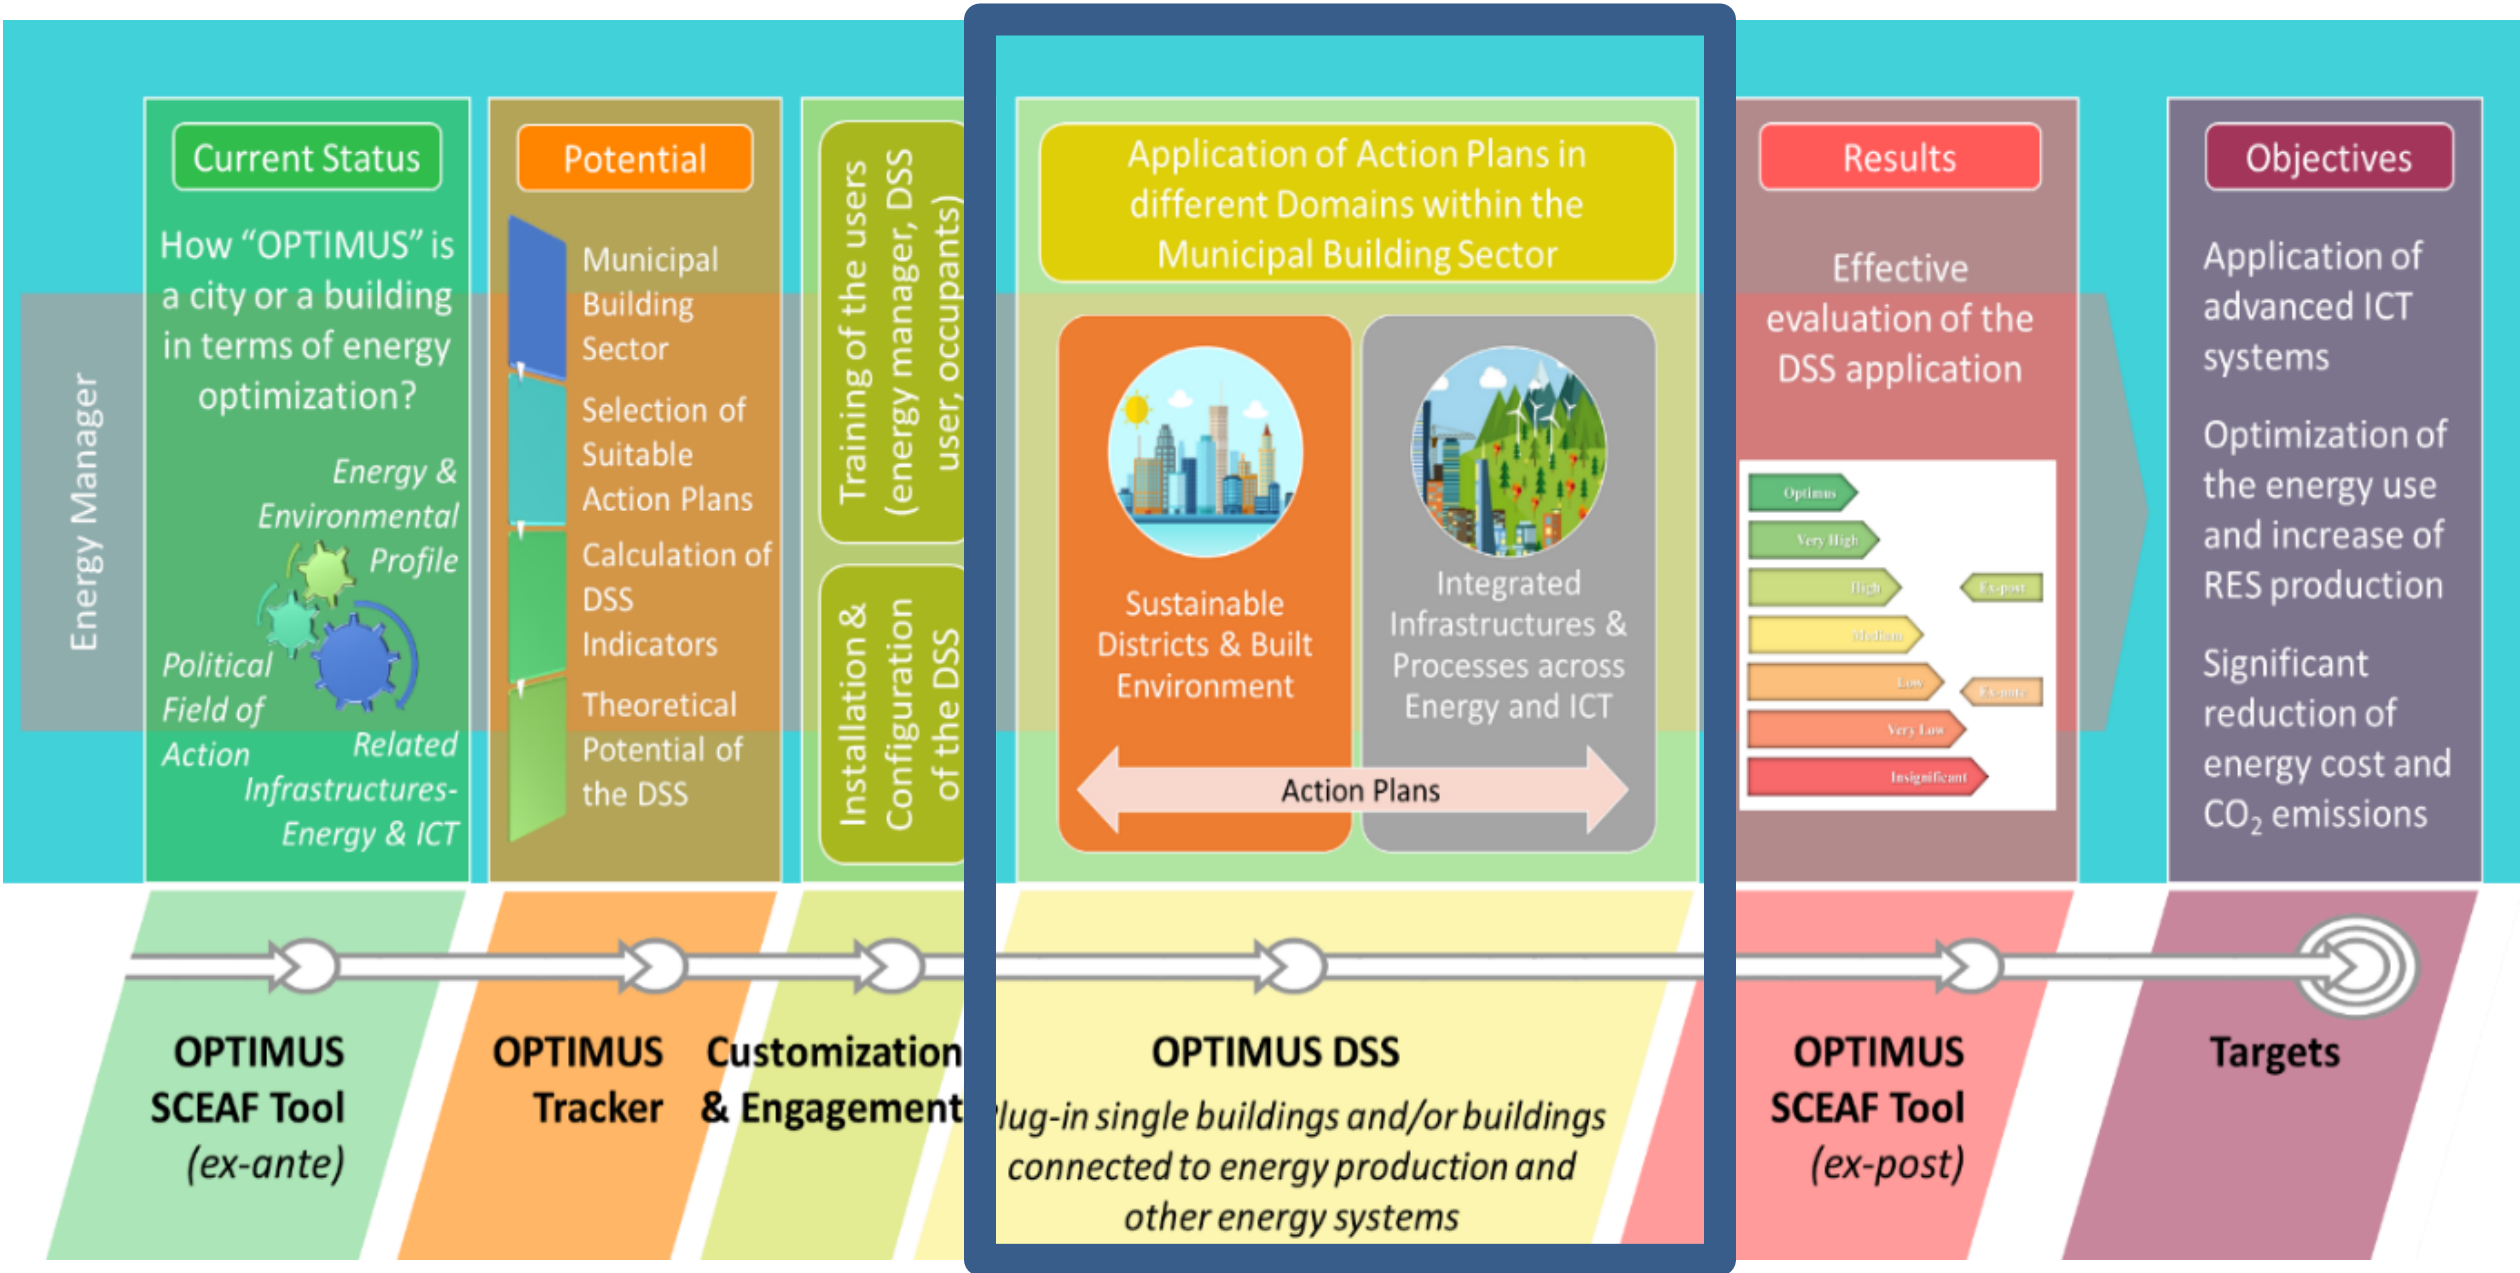 Energy Manager
Current Status
How “OPTIMUS” is
a city or a building
in terms of energy
optimization?
Energy &
Environmental
Profile
Political
Field of
Action
Related
Infrastructures-
Energy & ICT
Potential
Municipal
Building
Sector
Selection of
Suitable
Action Plans
Calculation of
DSS
Indicators
Theoretical
Potential of
the DSS
Training of the users
(energy manager, DSS
user, occupants)
Installation &
Configuration
of the DSS
Application of Action Plans in
different Domains within the
Municipal Building Sector
Sustainable
Districts & Built
Environment
Integrated
Infrastructures &
Processes across
Energy and ICT
Action Plans
Results
Effective
evaluation of the
DSS application
Optimus
Very High
High
Medium
Low
Very Low
Insignificant
Ex-post
Ex-ante
Objectives
Application of
advanced ICT
systems
Optimization of
the energy use
and increase of
RES production
Significant
reduction of
energy cost and
CO₂ emissions
OPTIMUS
SCEAF Tool
(ex-ante)
OPTIMUS
Tracker
Customization
& Engagement
OPTIMUS DSS
lug-in single buildings and/or buildings
connected to energy production and
other energy systems
OPTIMUS
SCEAF Tool
(ex-post)
Targets